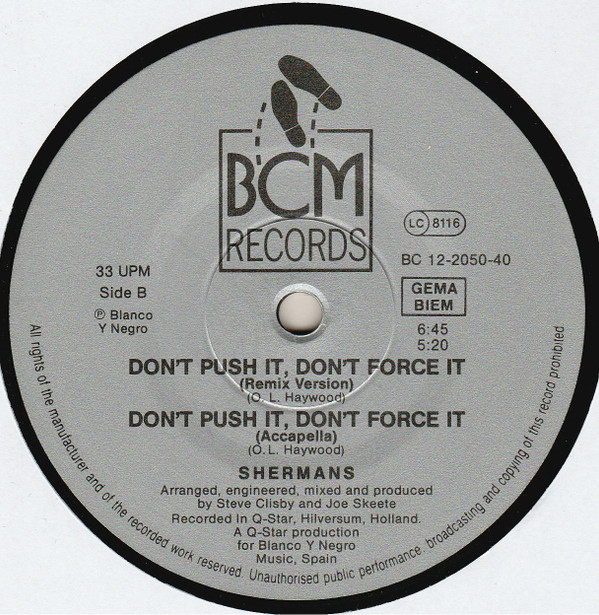 BCM
RECORDS
LC 8116
BC 12-2050-40
33 UPM
Side B
GEMA
BIEM
Ⓟ Blanco
Y Negro
6:45
5:20
DON'T PUSH IT, DON'T FORCE IT
(Remix Version)
(O. L. Haywood)
DON'T PUSH IT, DON'T FORCE IT
(Accapella)
(O. L. Haywood)
SHERMANS
Arranged, engineered, mixed and produced
by Steve Clisby and Joe Skeete
Recorded In Q-Star, Hilversum, Holland.
A Q-Star production
for Blanco Y Negro
Music, Spain
All rights of the manufacturer and of the recorded work reserved. Unauthorised public performance, broadcasting and copying of this record prohibited